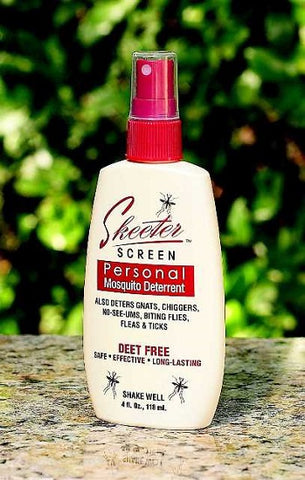 Skeeter™
SCREEN
Personal
Mosquito Deterrent
ALSO DETERS GNATS, CHIGGERS,
NO-SEE-UMS, BITING FLIES,
FLEAS & TICKS
DEET FREE
SAFE • EFFECTIVE • LONG-LASTING
SHAKE WELL
4 fl. Oz., 118 ml.